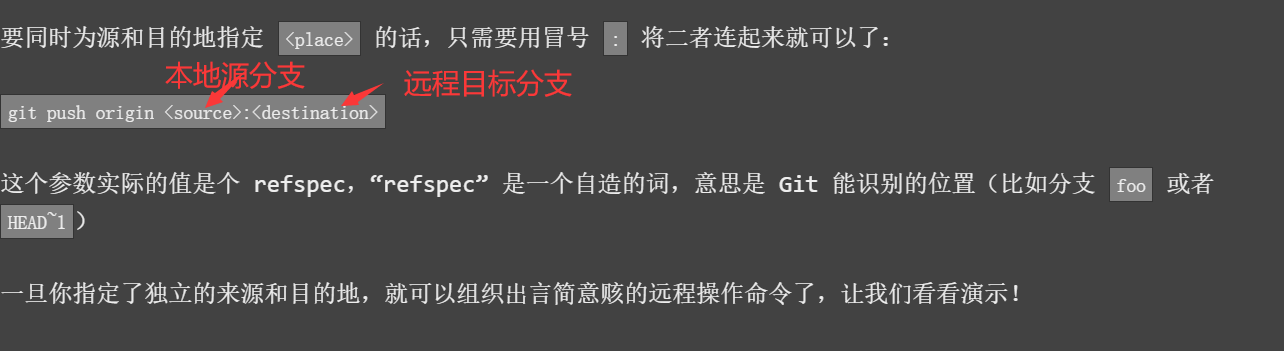 要同时为源和目的地指定 <place> 的话，只需要用冒号 : 将二者连起来就可以了：
本地源分支
远程目标分支
git push origin <source>:<destination>
这个参数实际的值是个 refspec，“refspec” 是一个自造的词，意思是 Git 能识别的位置（比如分支 foo 或者
HEAD~1）
一旦你指定了独立的来源和目的地，就可以组织出言简意赅的远程操作命令了，让我们看看演示！